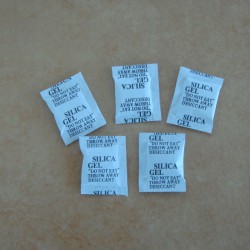 SILICA
GEL
"DO NOT EAT"
THROW AWAY
DESICCANT
DESICCANT
THROW AWAY
"DO NOT EAT"
GEL
SILICA
SILICA
GEL
"DO NOT EAT"
THROW AWAY
DESICCANT
SILICA
GEL
"DO NOT EAT"
THROW AWAY
DESICCANT
SILICA
GEL
"DO NOT EAT"
THROW AWAY
DESICCANT